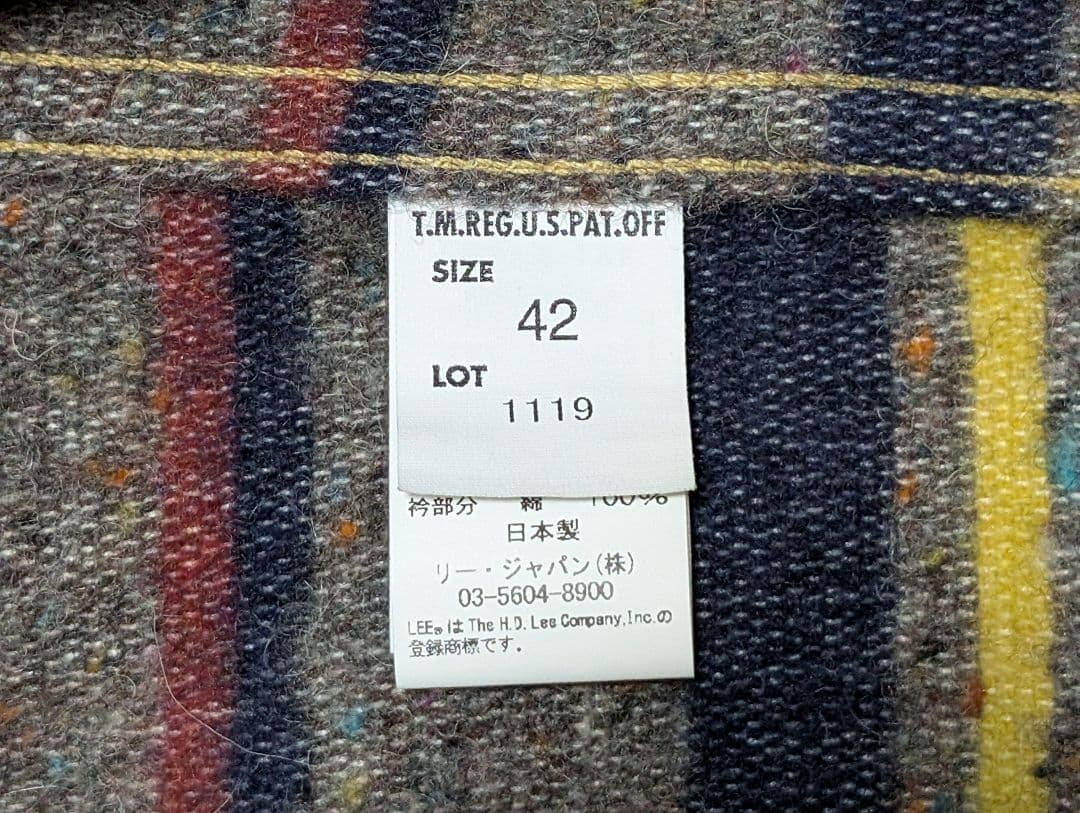 T.M.REG.U.S.PAT.OFF
SIZE
42
LOT
1119
衿部分 綿 100%
日本製
リー・ジャパン(株)
03-5604-8900
LEE®は The H.D. Lee Company,Inc.の
登録商標です。